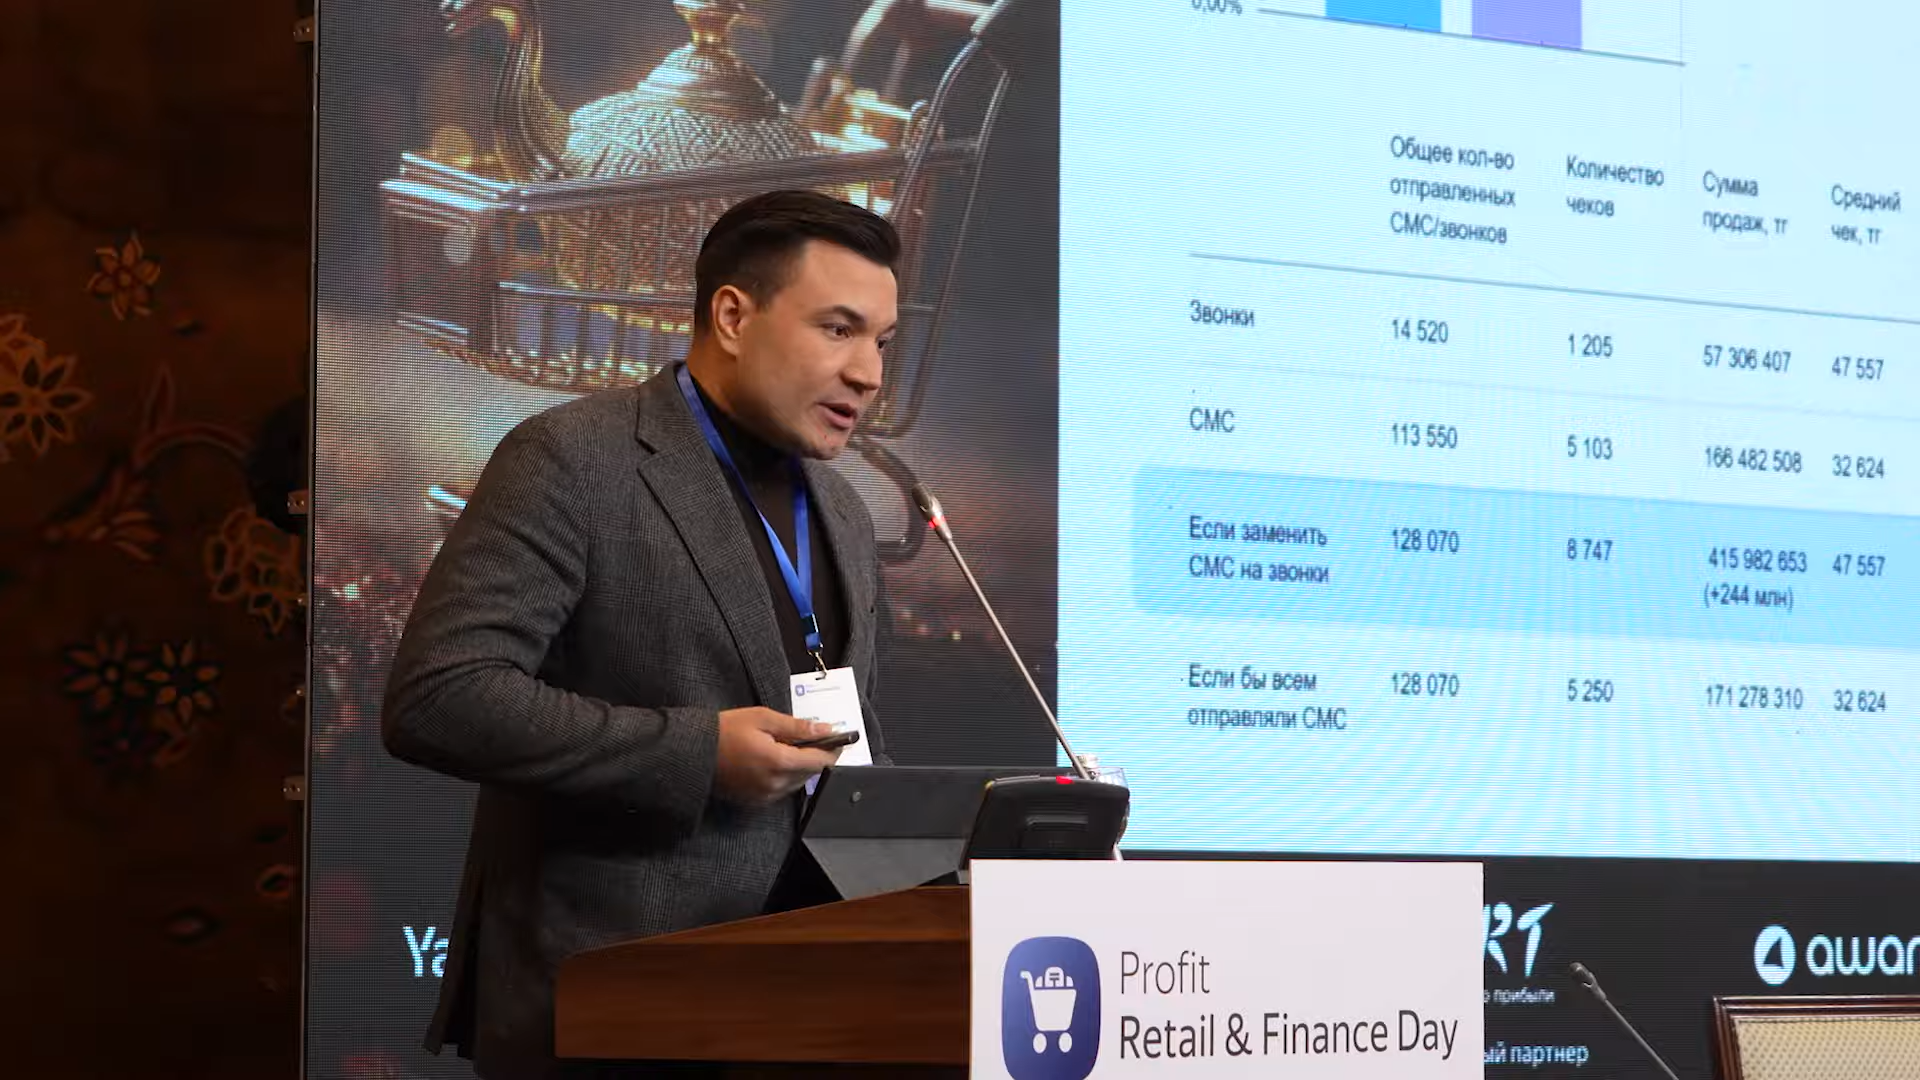 0,00%
Общее кол-во
отправленных
СМС/звонков
Количество
чеков
Сумма
продаж, тг
Средний
чек, тг
Звонки
14 520
1 205
57 306 407
47 557
СМС
113 550
5 103
166 482 508
32 624
Если заменить
СМС на звонки
128 070
8 747
415 982 653
(+244 млн)
47 557
Если бы всем
отправляли СМС
128 070
5 250
171 278 310
32 624
Ya
RT
прибыли
awar
ый партнер
Profit
Retail & Finance Day